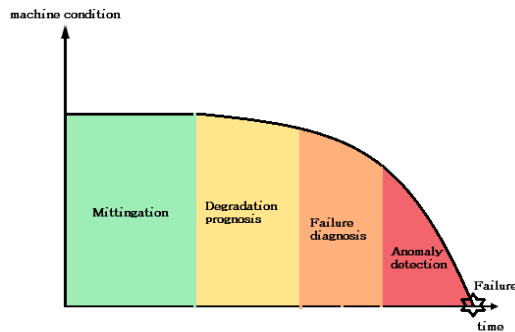 machine condition
Mittingation
Degradation
prognosis
Failure
diagnosis
Anomaly
detection
Failure
time